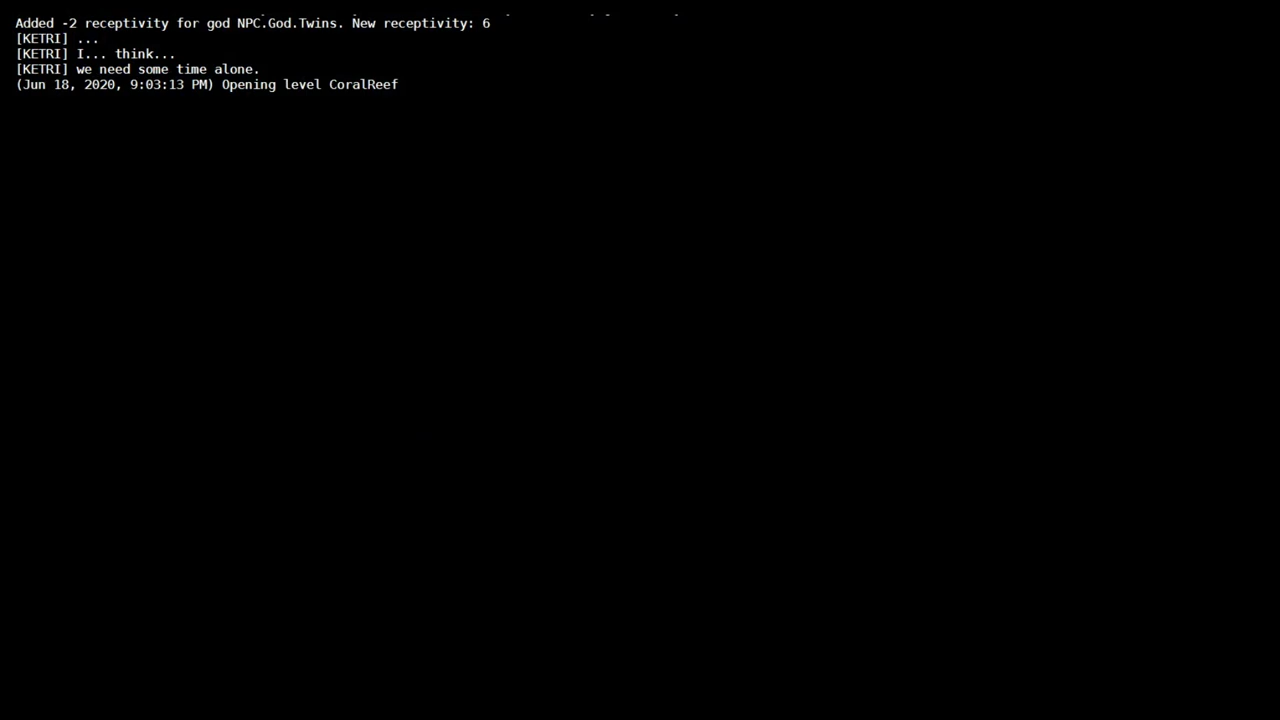 Added -2 receptivity for god NPC.God.Twins. New receptivity: 6
[KETRI] ...
[KETRI] I... think...
[KETRI] we need some time alone.
(Jun 18, 2020, 9:03:13 PM) Opening level CoralReef